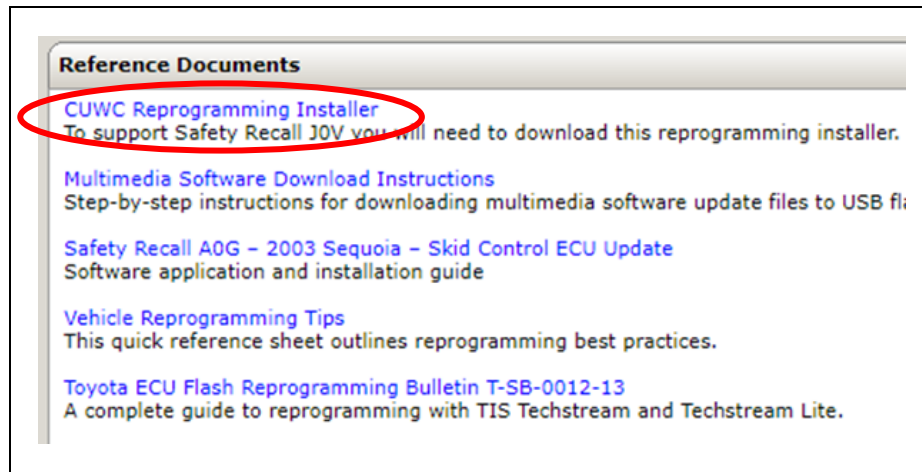 Reference Documents
CUWC Reprogramming Installer
To support Safety Recall J0V you will need to download this reprogramming installer.
Multimedia Software Download Instructions
Step-by-step instructions for downloading multimedia software update files to USB
Safety Recall A0G – 2003 Sequoia – Skid Control ECU Update
Software application and installation guide
Vehicle Reprogramming Tips
This quick reference sheet outlines reprogramming best practices.
Toyota ECU Flash Reprogramming Bulletin T-SB-0012-13
A complete guide to reprogramming with TIS Techstream and Techstream Lite.